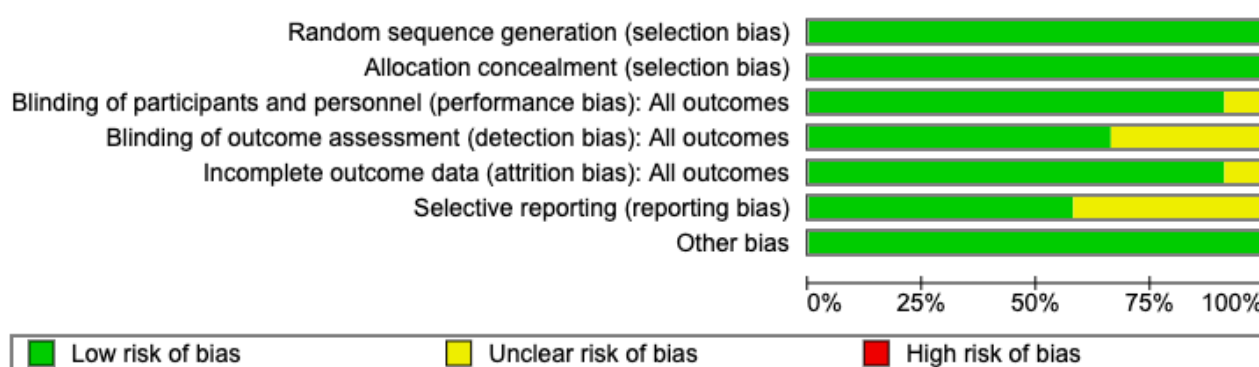 Random sequence generation (selection bias)
Allocation concealment (selection bias)
Blinding of participants and personnel (performance bias): All outcomes
Blinding of outcome assessment (detection bias): All outcomes
Incomplete outcome data (attrition bias): All outcomes
Selective reporting (reporting bias)
Other bias
0% 25% 50% 75% 100%
Low risk of bias Unclear risk of bias High risk of bias